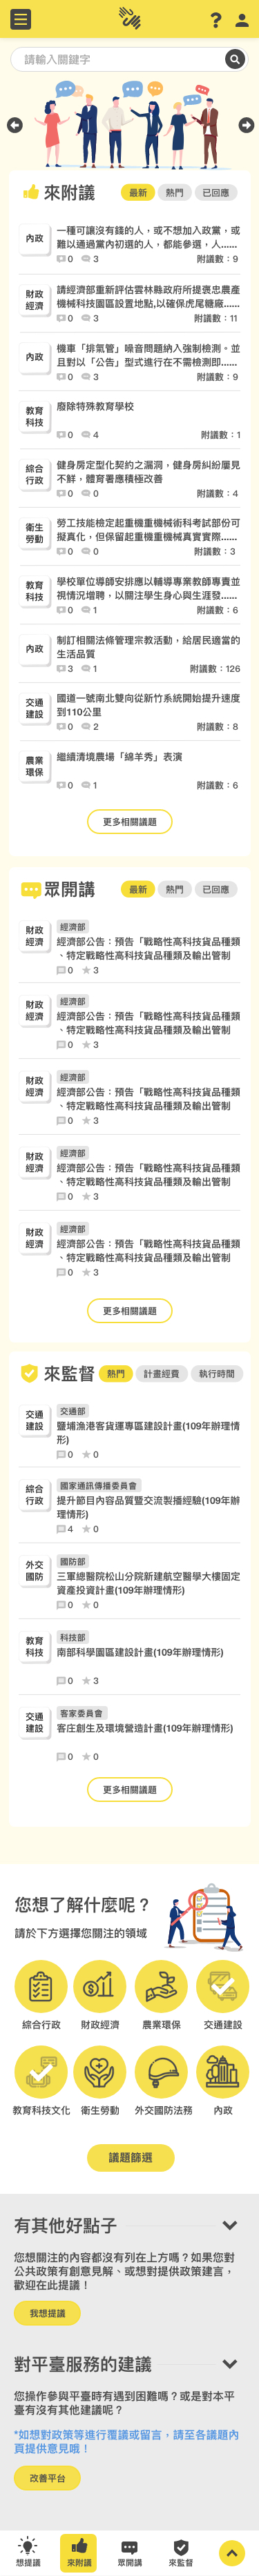 請輸入關鍵字
來附議
最新 熱門 已回應
內政
一種可讓沒有錢的人，或不想加入政黨，或
難以通過黨內初選的人，都能參選，人......
0 3 附議數：9
財政
經濟
請經濟部重新評估雲林縣政府所提褒忠農產
機械科技園區設置地點,以確保虎尾糖廠......
0 3 附議數：11
內政
機車「排氣管」噪音問題納入強制檢測。並
且對以「公告」型式進行在不需檢測即......
0 3 附議數：9
教育
科技
廢除特殊教育學校
0 4 附議數：1
綜合
行政
健身房定型化契約之漏洞，健身房糾紛屢見
不鮮，體育署應積極改善
0 0 附議數：4
衛生
勞動
勞工技能檢定起重機重機械術科考試部份可
擬真化，但保留起重機重機械真實實際......
0 0 附議數：3
教育
科技
學校單位導師安排應以輔導專業教師專責並
視情況增聘，以關注學生身心與生涯發......
0 1 附議數：6
內政
制訂相關法條管理宗教活動，給居民適當的
生活品質
3 1 附議數：126
交通
建設
國道一號南北雙向從新竹系統開始提升速度
到110公里
0 2 附議數：8
農業
環保
繼續清境農場「綿羊秀」表演
0 1 附議數：6
更多相關議題
眾開講
最新 熱門 已回應
財政
經濟
經濟部
經濟部公告：預告「戰略性高科技貨品種類
、特定戰略性高科技貨品種類及輸出管制
0 3
財政
經濟
經濟部
經濟部公告：預告「戰略性高科技貨品種類
、特定戰略性高科技貨品種類及輸出管制
0 3
財政
經濟
經濟部
經濟部公告：預告「戰略性高科技貨品種類
、特定戰略性高科技貨品種類及輸出管制
0 3
財政
經濟
經濟部
經濟部公告：預告「戰略性高科技貨品種類
、特定戰略性高科技貨品種類及輸出管制
0 3
財政
經濟
經濟部
經濟部公告：預告「戰略性高科技貨品種類
、特定戰略性高科技貨品種類及輸出管制
0 3
更多相關議題
來監督
熱門 計畫經費 執行時間
交通
建設
交通部
鹽埔漁港客貨運專區建設計畫(109年辦理情
形)
0 0
綜合
行政
國家通訊傳播委員會
提升節目內容品質暨交流製播經驗(109年辦
理情形)
4 0
外交
國防
國防部
三軍總醫院松山分院新建航空醫學大樓固定
資產投資計畫(109年辦理情形)
0 0
教育
科技
科技部
南部科學園區建設計畫(109年辦理情形)
0 3
交通
建設
客家委員會
客庄創生及環境營造計畫(109年辦理情形)
0 0
更多相關議題
您想了解什麼呢？
請於下方選擇您關注的領域
綜合行政 財政經濟 農業環保 交通建設
教育科技文化 衛生勞動 外交國防法務 內政
議題篩選
有其他好點子
您想關注的內容都沒有列在上方嗎？如果您對
公共政策有創意見解、或想對提供政策建言，
歡迎在此提議！
我想提議
對平臺服務的建議
您操作參與平臺時有遇到困難嗎？或是對本平
臺有沒有其他建議呢？
*如想對政策等進行覆議或留言，請至各議題內
頁提供意見哦！
改善平台
想提議 來附議 眾開講 來監督